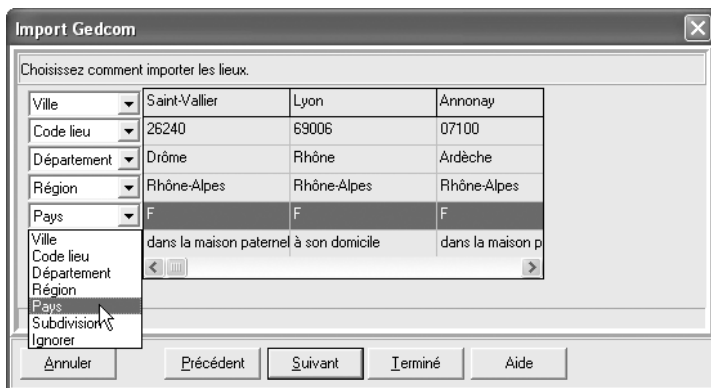 Import Gedcom
Choisissez comment importer les lieux.
Ville Saint-Vallier Lyon Annonay
Code lieu 26240 69006 07100
Département Drôme Rhône Ardèche
Région Rhône-Alpes Rhône-Alpes Rhône-Alpes
Pays F F F
Ville dans la maison paternel à son domicile dans la maison p
Code lieu
Département
Région
Pays
Subdivision
Ignorer
Annuler Précédent Suivant Terminé Aide